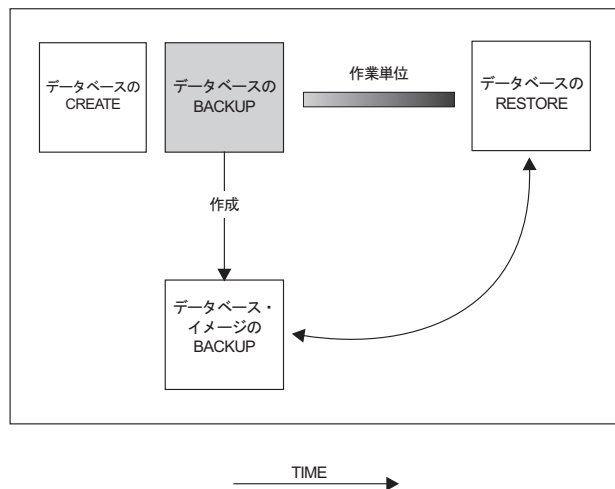 データベースの
CREATE
データベースの
BACKUP
作業単位
データベースの
RESTORE
作成
データベース・
イメージの
BACKUP
TIME